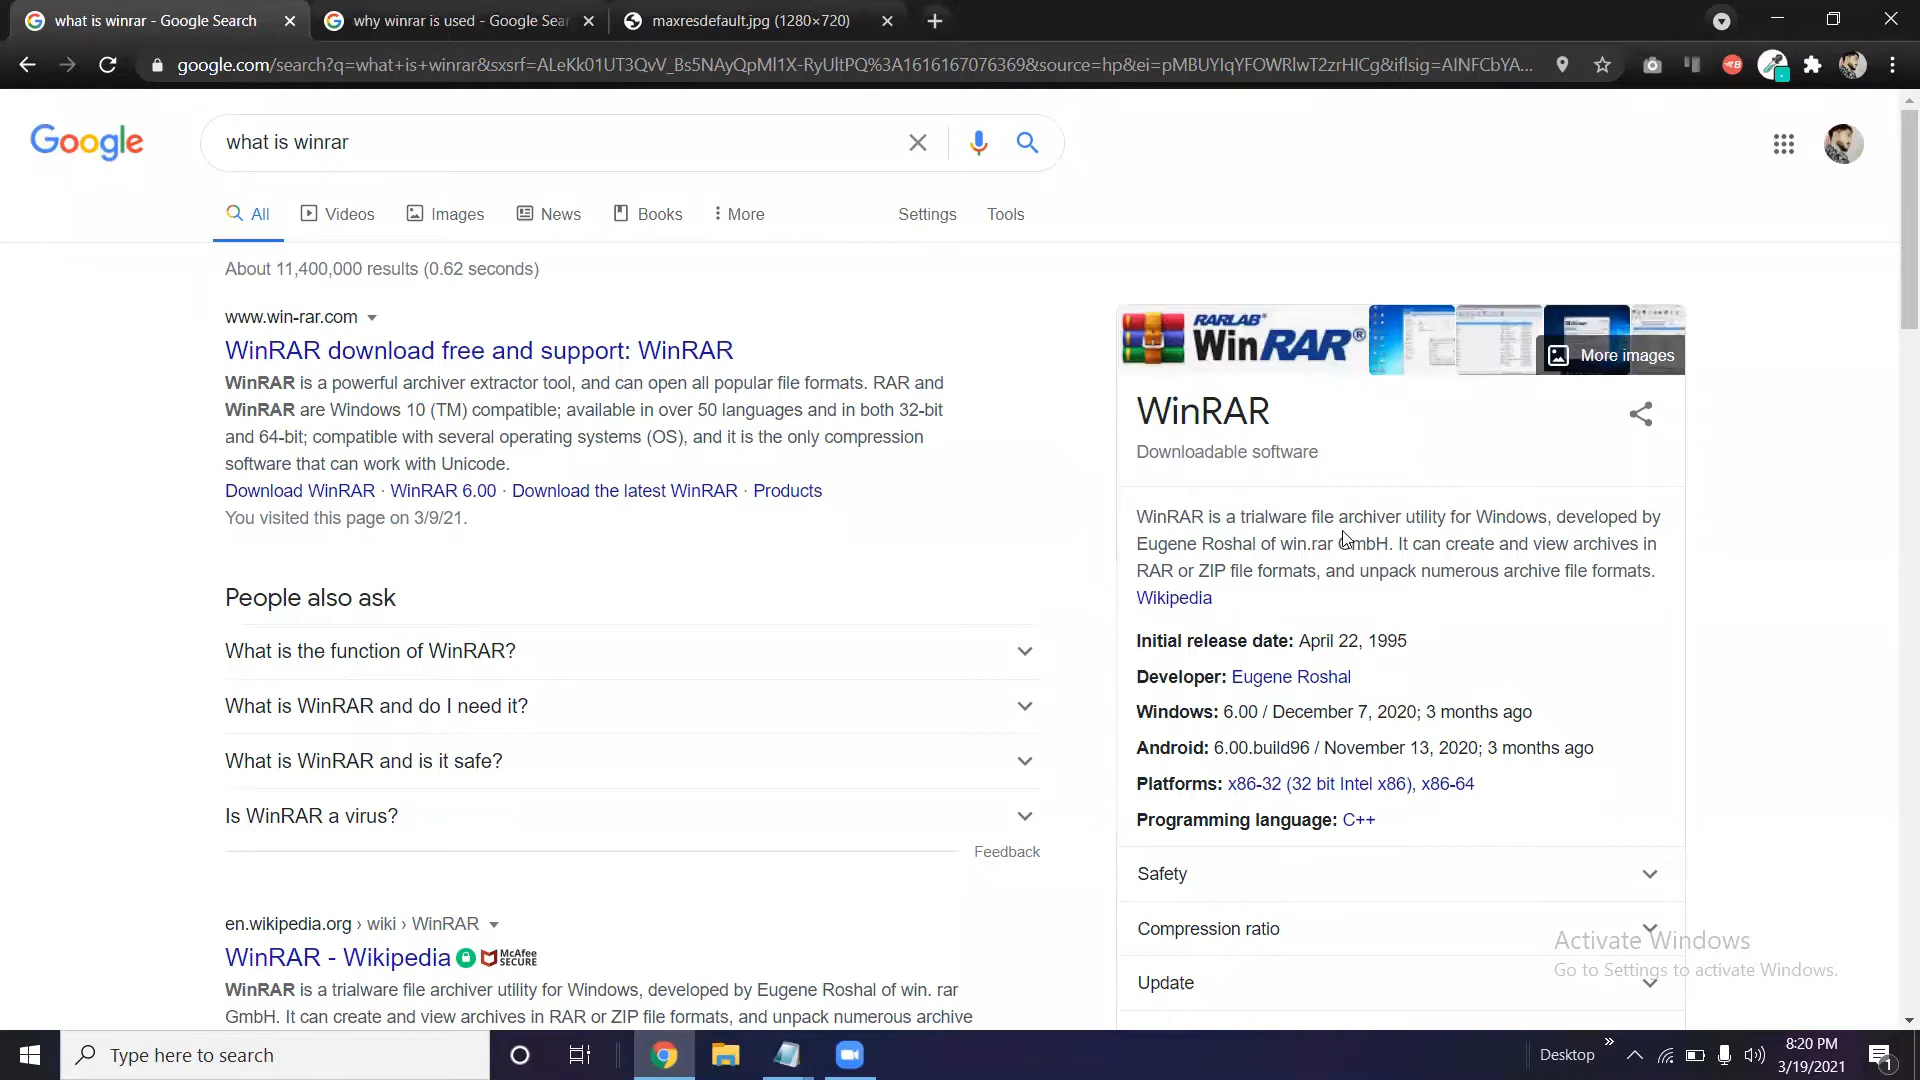 what is winrar - Google Search
why winrar is used - Google Sea
maxresdefault.jpg (1280×720)
google.com/search?q=what+is+winrar&sxsrf=ALeKk01UT3QvV_Bs5NAyQpMl1X-RyUltPQ%3A1616167076369&source=hp&ei=pMBUYIqYFOWRlwT2zrHICg&iflsig=AINFCbYA...
Google
what is winrar
All
Videos
Images
News
Books
More
Settings
Tools
About 11,400,000 results (0.62 seconds)
www.win-rar.com
WinRAR download free and support: WinRAR
WinRAR is a powerful archiver extractor tool, and can open all popular file formats. RAR and
WinRAR are Windows 10 (TM) compatible; available in over 50 languages and in both 32-bit
and 64-bit; compatible with several operating systems (OS), and it is the only compression
software that can work with Unicode.
Download WinRAR · WinRAR 6.00 · Download the latest WinRAR · Products
You visited this page on 3/9/21.
People also ask
What is the function of WinRAR?
What is WinRAR and do I need it?
What is WinRAR and is it safe?
Is WinRAR a virus?
Feedback
en.wikipedia.org › wiki › WinRAR
WinRAR - Wikipedia
McAfee
SECURE
WinRAR is a trialware file archiver utility for Windows, developed by Eugene Roshal of win. rar
GmbH. It can create and view archives in RAR or ZIP file formats, and unpack numerous archive
RARLAB®
WinRAR®
More images
WinRAR
Downloadable software
WinRAR is a trialware file archiver utility for Windows, developed by
Eugene Roshal of win.rar GmbH. It can create and view archives in
RAR or ZIP file formats, and unpack numerous archive file formats.
Wikipedia
Initial release date: April 22, 1995
Developer: Eugene Roshal
Windows: 6.00 / December 7, 2020; 3 months ago
Android: 6.00.build96 / November 13, 2020; 3 months ago
Platforms: x86-32 (32 bit Intel x86), x86-64
Programming language: C++
Safety
Compression ratio
Update
Activate Windows
Go to Settings to activate Windows.
Type here to search
Desktop
8:20 PM
3/19/2021
1